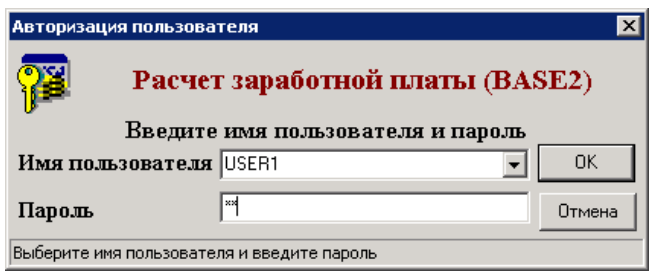 Авторизация пользователя
Расчет заработной платы (BASE2)
Введите имя пользователя и пароль
Имя пользователя USER1 OK
Пароль ** Отмена
Выберите имя пользователя и введите пароль